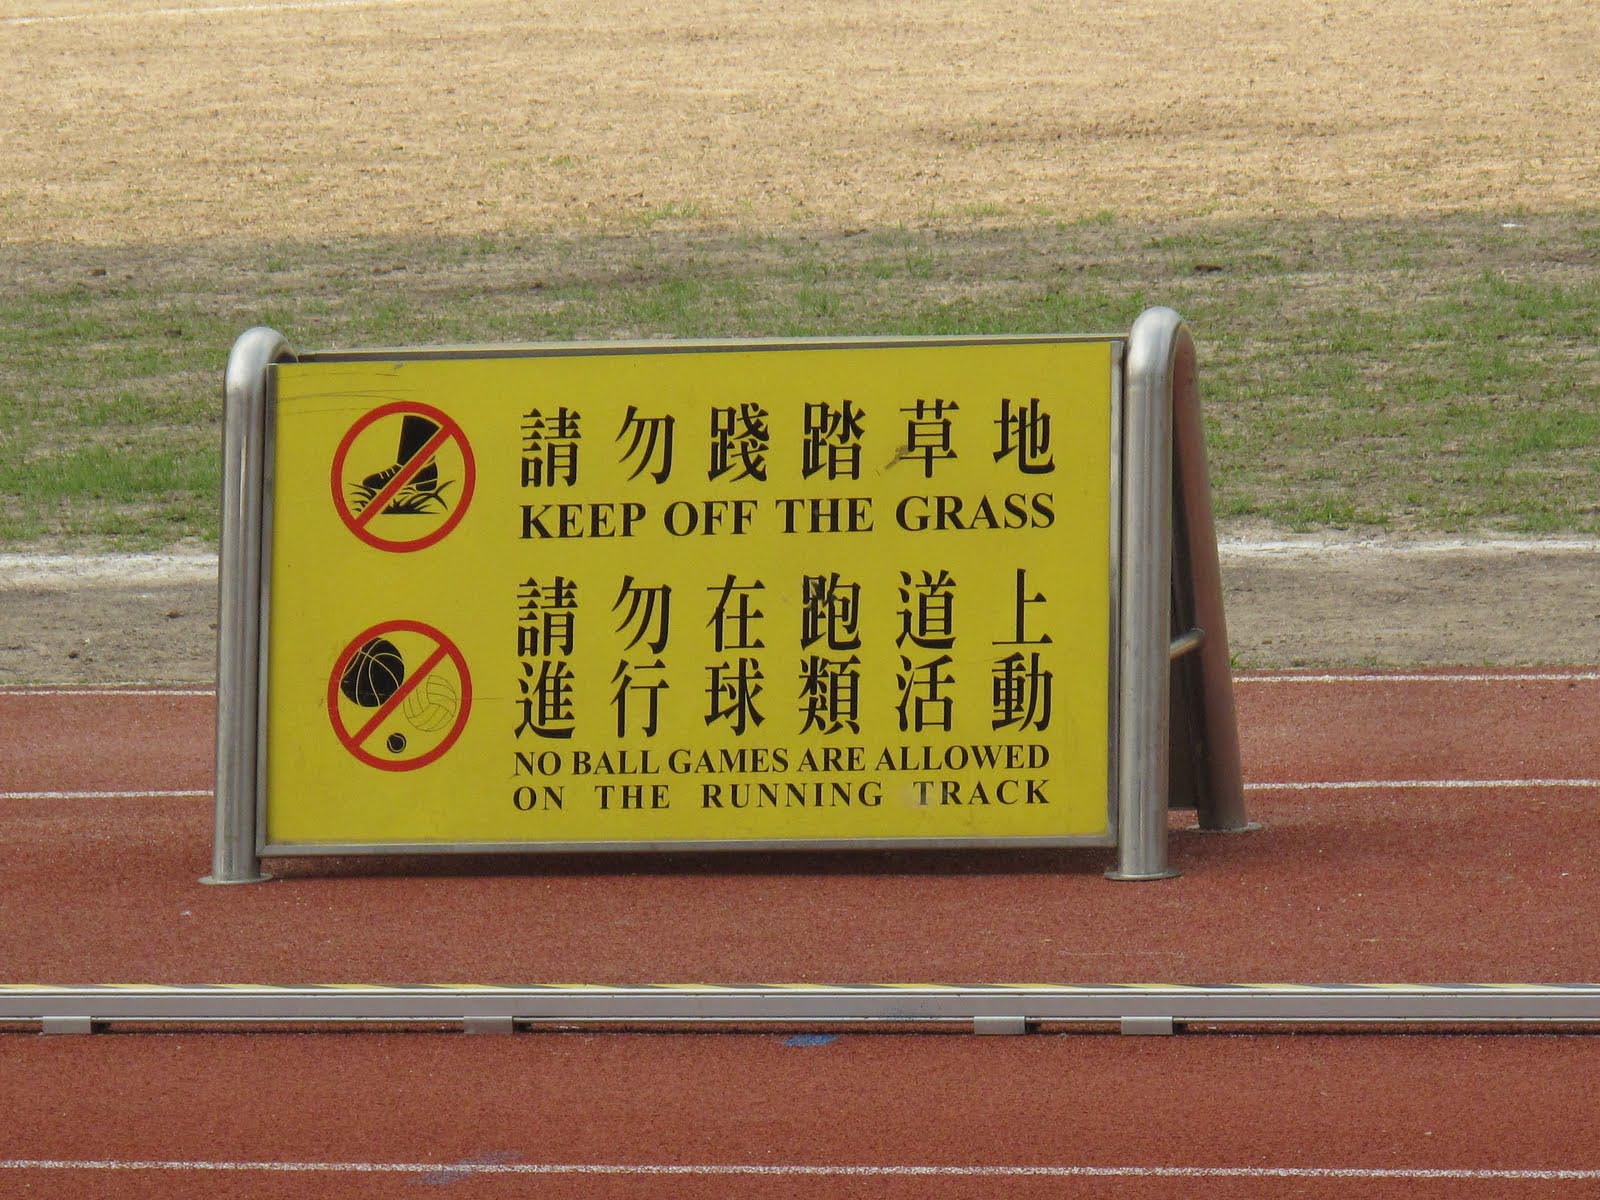 請勿踐踏草地
KEEP OFF THE GRASS
請勿在跑道上
進行球類活動
NO BALL GAMES ARE ALLOWED
ON THE RUNNING TRACK